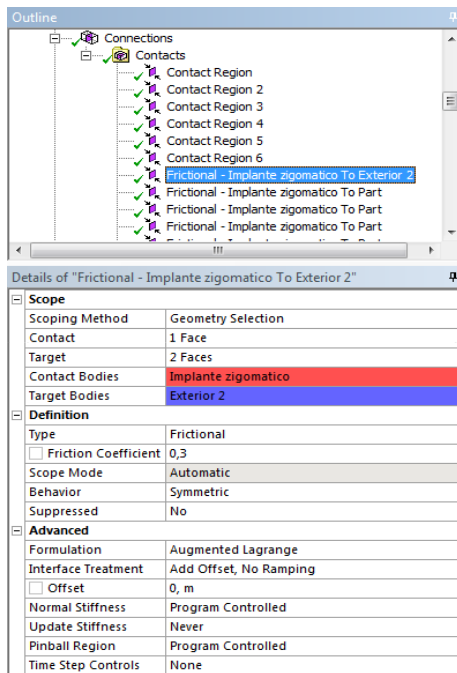 Outline
Connections
Contacts
Contact Region
Contact Region 2
Contact Region 3
Contact Region 4
Contact Region 5
Contact Region 6
Frictional - Implante zigomatico To Exterior 2
Frictional - Implante zigomatico To Part
Frictional - Implante zigomatico To Part
Frictional - Implante zigomatico To Part
Details of "Frictional - Implante zigomatico To Exterior 2"
Scope
Scoping Method Geometry Selection
Contact 1 Face
Target 2 Faces
Contact Bodies Implante zigomatico
Target Bodies Exterior 2
Definition
Type Frictional
Friction Coefficient 0,3
Scope Mode Automatic
Behavior Symmetric
Suppressed No
Advanced
Formulation Augmented Lagrange
Interface Treatment Add Offset, No Ramping
Offset 0, m
Normal Stiffness Program Controlled
Update Stiffness Never
Pinball Region Program Controlled
Time Step Controls None